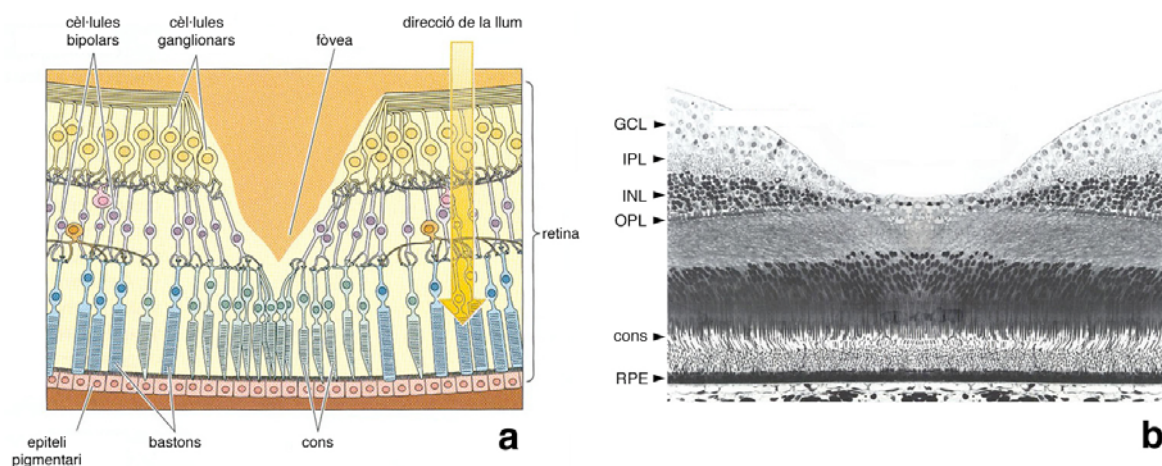 cèl·lules
bipolars
cèl·lules
ganglionars
fòvea
direcció de la llum
retina
epiteli
pigmentari
bastons
cons
a
GCL
IPL
INL
OPL
cons
RPE
b